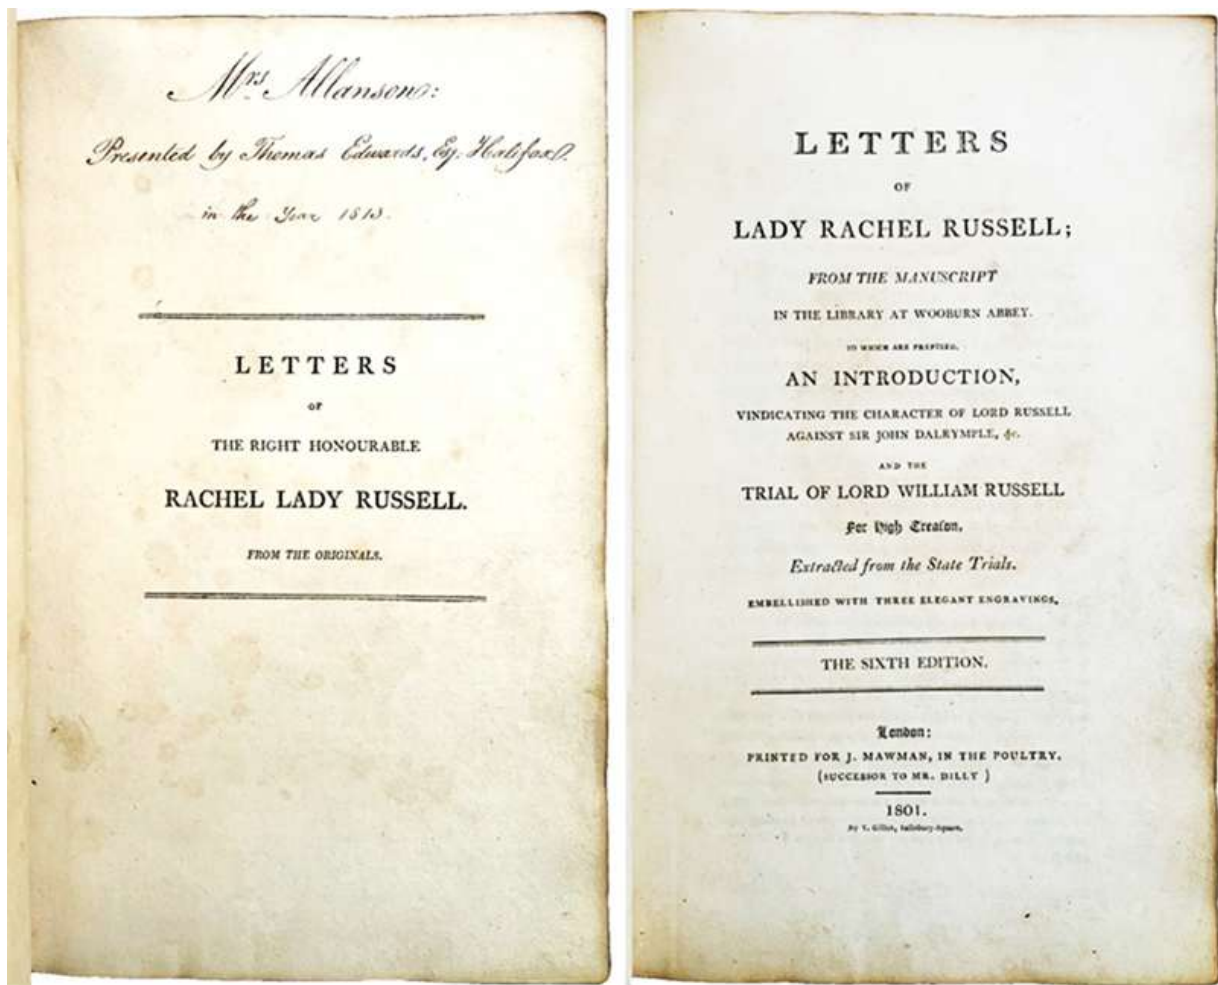 Mrs. Allanson:
Presented by Thomas Edwards, Esq. Halifax.
in the Year 1813.
LETTERS
OF
THE RIGHT HONOURABLE
RACHEL LADY RUSSELL.
FROM THE ORIGINALS.
LETTERS
OF
LADY RACHEL RUSSELL;
FROM THE MANUSCRIPT
IN THE LIBRARY AT WOOBURN ABBEY.
TO WHICH ARE PREFIXED,
AN INTRODUCTION,
VINDICATING THE CHARACTER OF LORD RUSSELL
AGAINST SIR JOHN DALRYMPLE, &c.
AND THE
TRIAL OF LORD WILLIAM RUSSELL
For High Treaſon.
Extracted from the State Trials.
EMBELLISHED WITH THREE ELEGANT ENGRAVINGS,
THE SIXTH EDITION.
London:
PRINTED FOR J. MAWMAN, IN THE POULTRY.
(SUCCESSOR TO MR. DILLY )
1801.
By T. Gillet, Salisbury-Square.